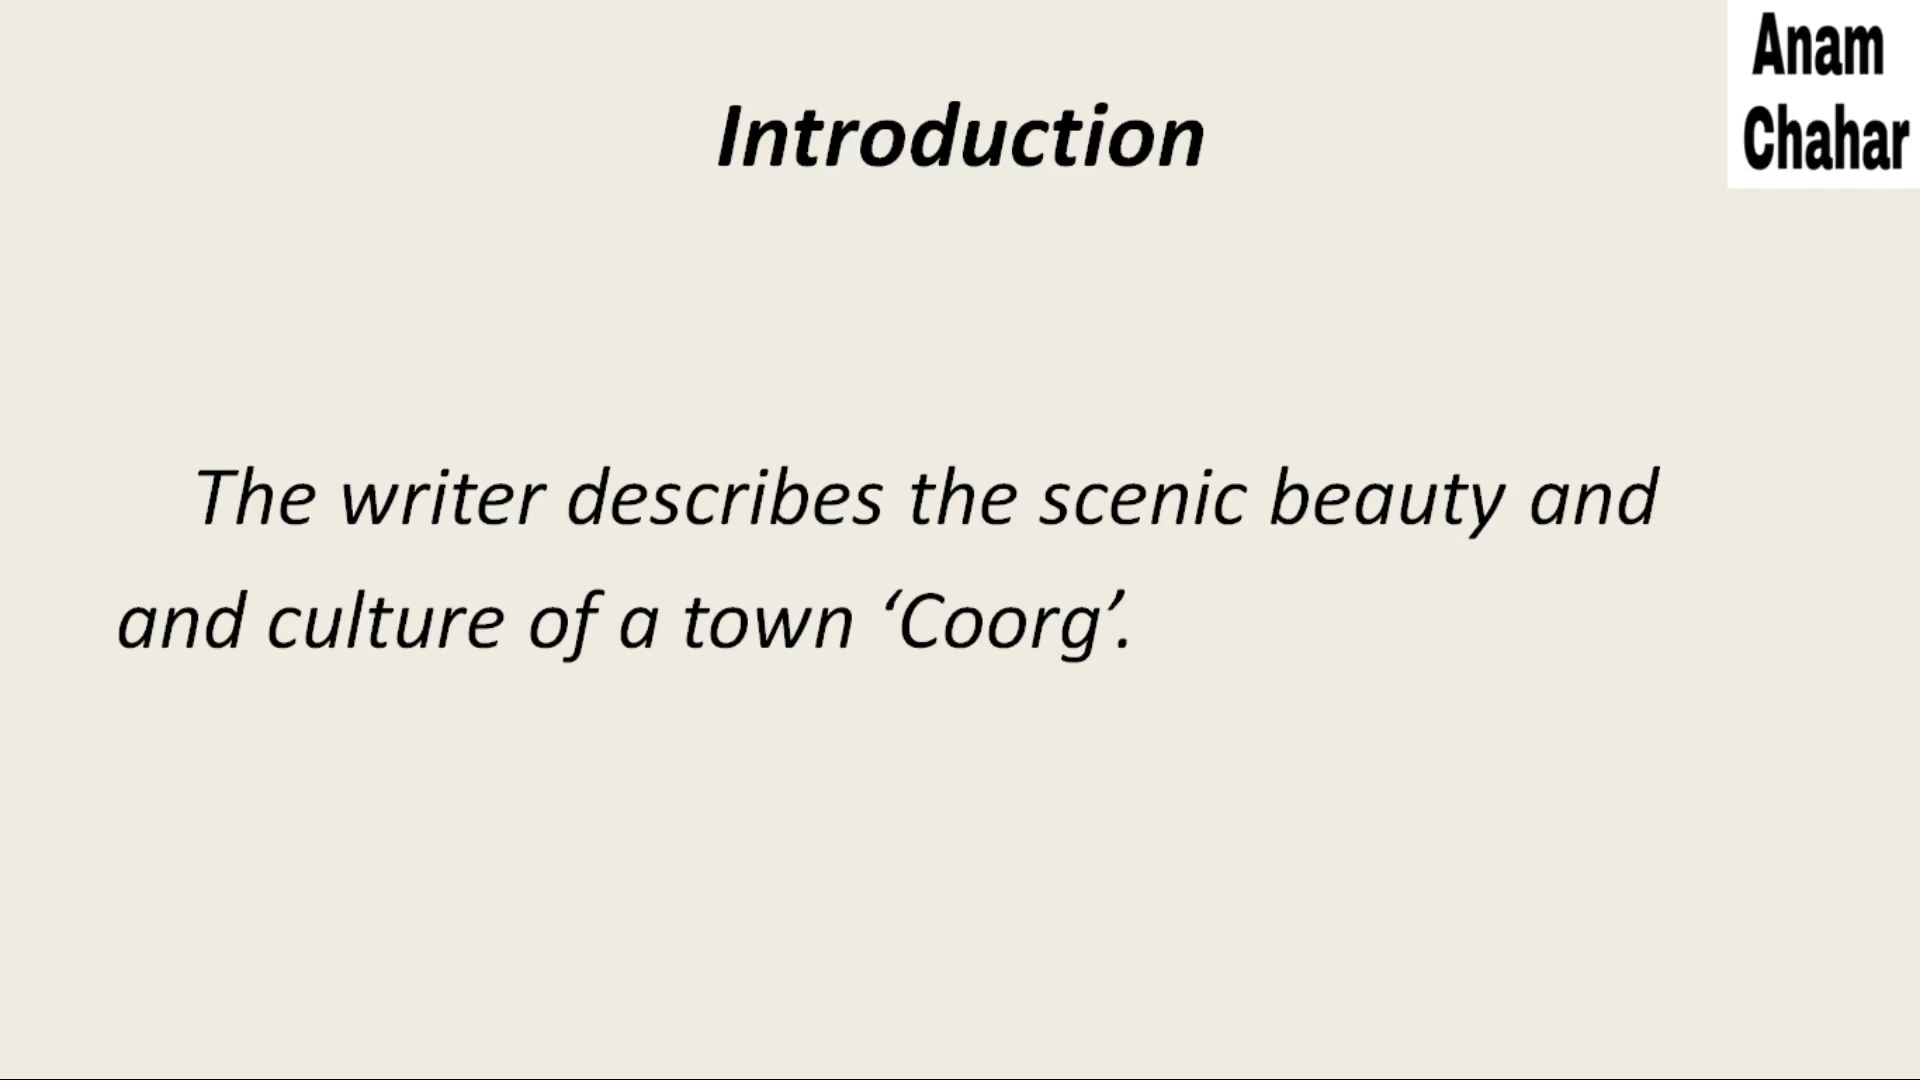 Anam
Chahar
Introduction
The writer describes the scenic beauty and
and culture of a town ‘Coorg’.